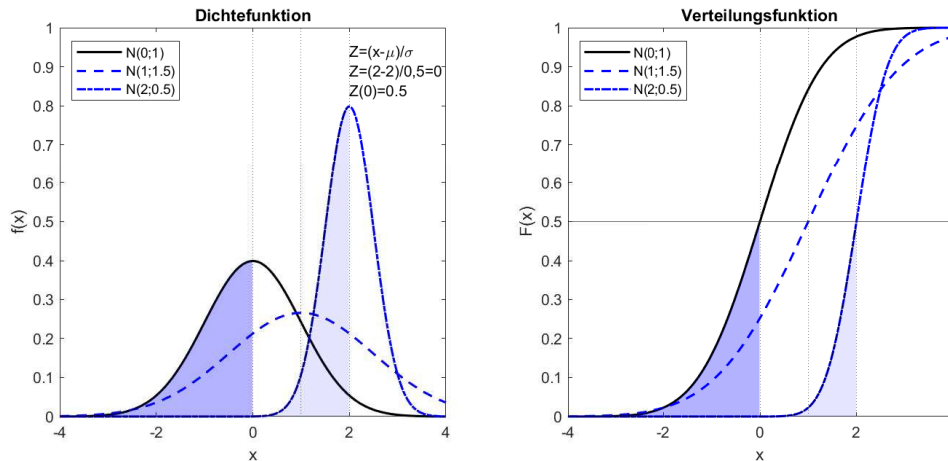 Dichtefunktion
1
0.9
0.8
0.7
0.6
0.5
0.4
0.3
0.2
0.1
0
f(x)
-4
-2
0
2
4
x
N(0;1)
N(1;1.5)
N(2;0.5)
Z=(x-μ)/σ
Z=(2-2)/0,5=0
Z(0)=0.5
Verteilungsfunktion
1
0.9
0.8
0.7
0.6
0.5
0.4
0.3
0.2
0.1
0
F(x)
-4
-2
0
2
x
N(0;1)
N(1;1.5)
N(2;0.5)